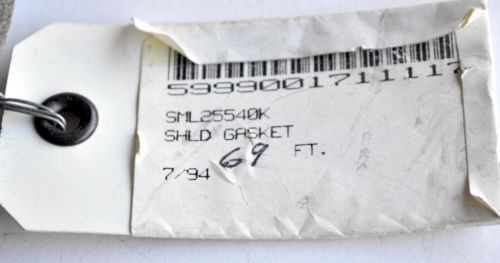 5999001711117
SML25540K
SHLD GASKET
69 FT.
7/94